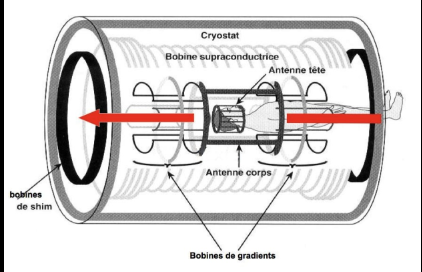 Cryostat
Bobine supraconductrice
Antenne tête
Antenne corps
bobines
de shim
Bobines de gradients